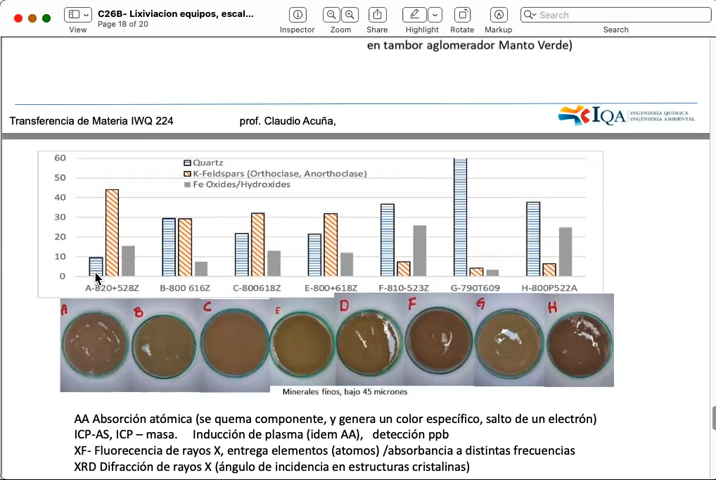 C26B- Lixiviacion equipos, escal...
Page 18 of 20
View
Inspector
Zoom
Share
Highlight
Rotate
Markup
Search
Search
en tambor aglomerador Manto Verde)
Transferencia de Materia IWQ 224 prof. Claudio Acuña,
IQA INGENIERÍA QUÍMICA
INGENIERÍA AMBIENTAL
60
50
40
30
20
10
0
Quartz
K-Feldspars (Orthoclase, Anorthoclase)
Fe Oxides/Hydroxides
A-820+528Z B-800 616Z C-800618Z E-800+618Z F-810-523Z G-790T609 H-800P522A
A B C E D F G H
Minerales finos, bajo 45 micrones
AA Absorción atómica (se quema componente, y genera un color específico, salto de un electrón)
ICP-AS, ICP – masa. Inducción de plasma (idem AA), detección ppb
XF- Fluorecencia de rayos X, entrega elementos (atomos) /absorbancia a distintas frecuencias
XRD Difracción de rayos X (ángulo de incidencia en estructuras cristalinas)